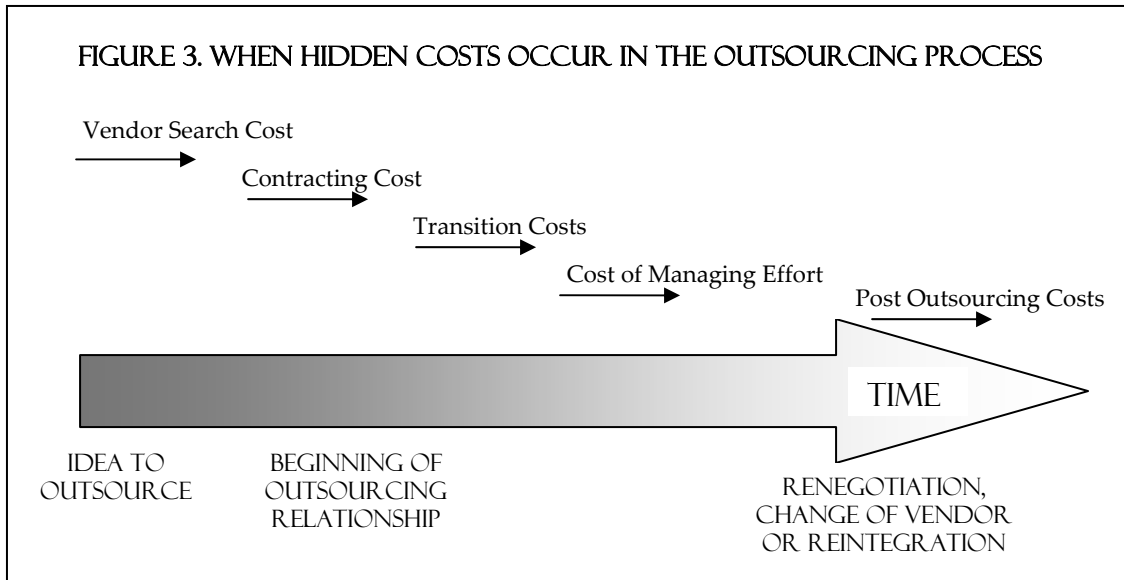 FIGURE 3. WHEN HIDDEN COSTS OCCUR IN THE OUTSOURCING PROCESS
Vendor Search Cost
Contracting Cost
Transition Costs
Cost of Managing Effort
Post Outsourcing Costs
TIME
IDEA TO
OUTSOURCE
BEGINNING OF
OUTSOURCING
RELATIONSHIP
RENEGOTIATION,
CHANGE OF VENDOR
OR REINTEGRATION